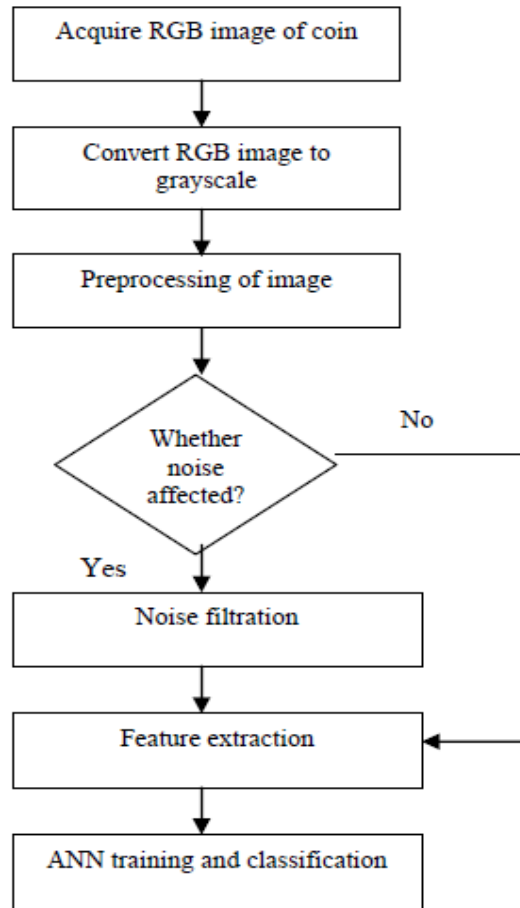 Acquire RGB image of coin
Convert RGB image to
grayscale
Preprocessing of image
Whether
noise
affected?
No
Yes
Noise filtration
Feature extraction
ANN training and classification